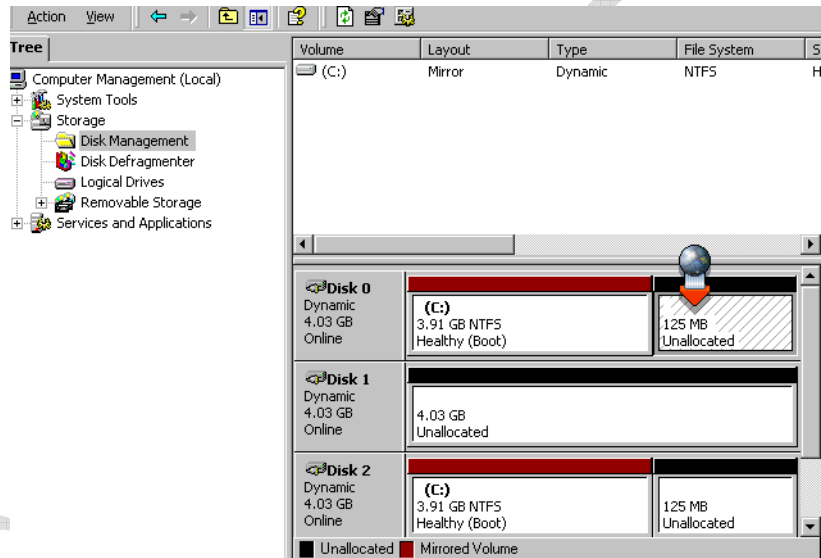 Action View
Tree
Volume Layout Type File System S
(C:) Mirror Dynamic NTFS H
Computer Management (Local)
System Tools
Storage
Disk Management
Disk Defragmenter
Logical Drives
Removable Storage
Services and Applications
Disk 0
Dynamic
4.03 GB
Online
(C:)
3.91 GB NTFS
Healthy (Boot)
125 MB
Unallocated
Disk 1
Dynamic
4.03 GB
Online
4.03 GB
Unallocated
Disk 2
Dynamic
4.03 GB
Online
(C:)
3.91 GB NTFS
Healthy (Boot)
125 MB
Unallocated
Unallocated Mirrored Volume